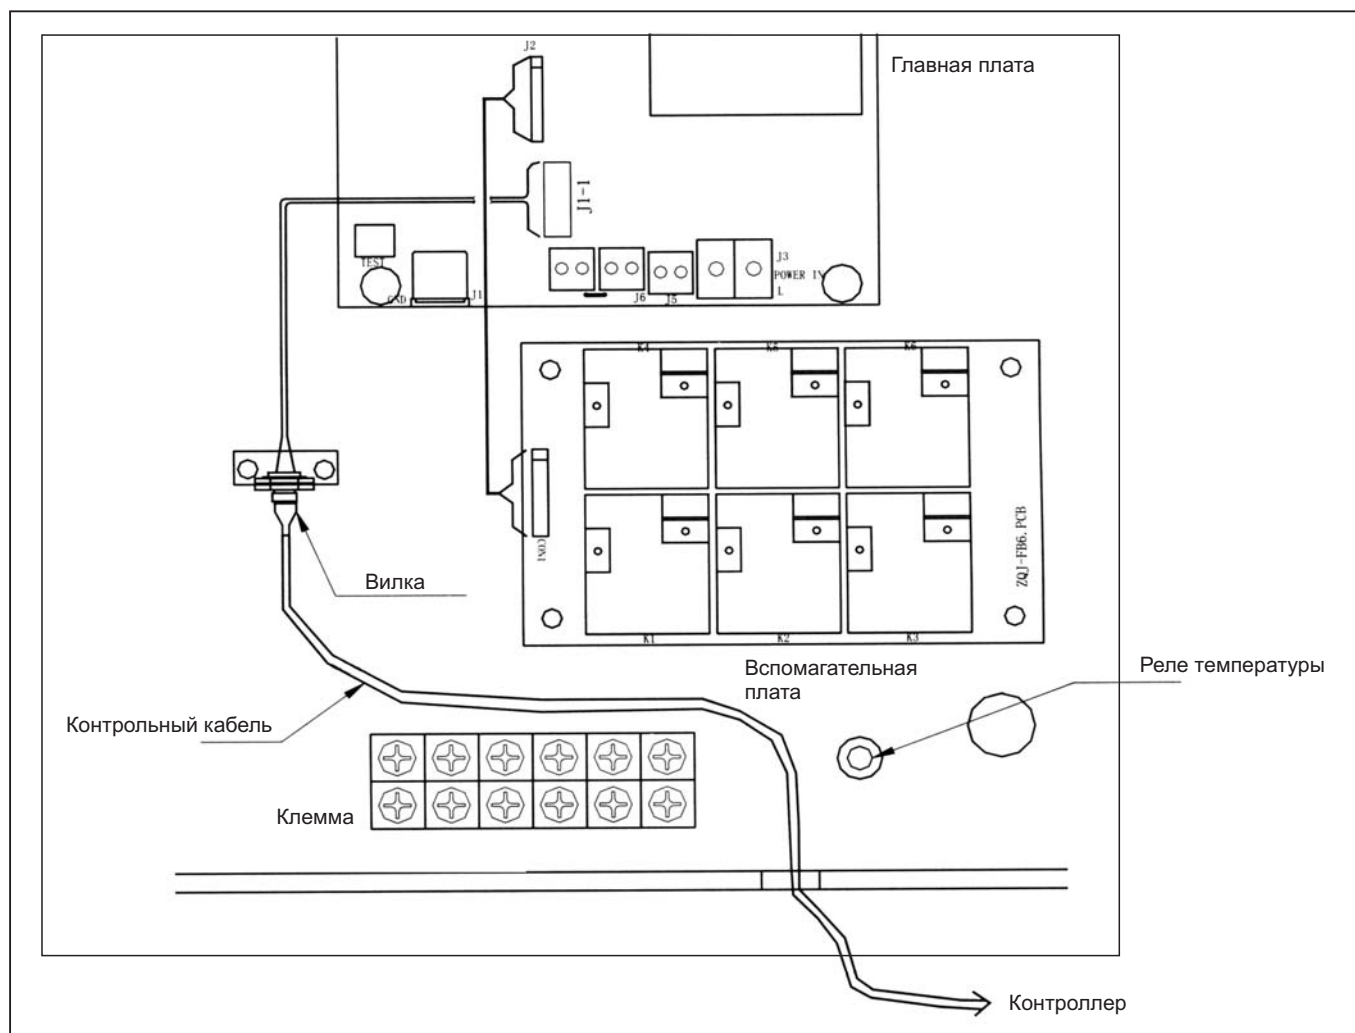 J2
Главная плата
J1-1
TEST
J3
POWER IN
GND
J1
J6
J5
L
K4
K5
K6
CON1
ZQJ-FB6.PCB
Вилка
K1
K2
K3
Вспомагательная
плата
Реле температуры
Контрольный кабель
Клемма
Контроллер